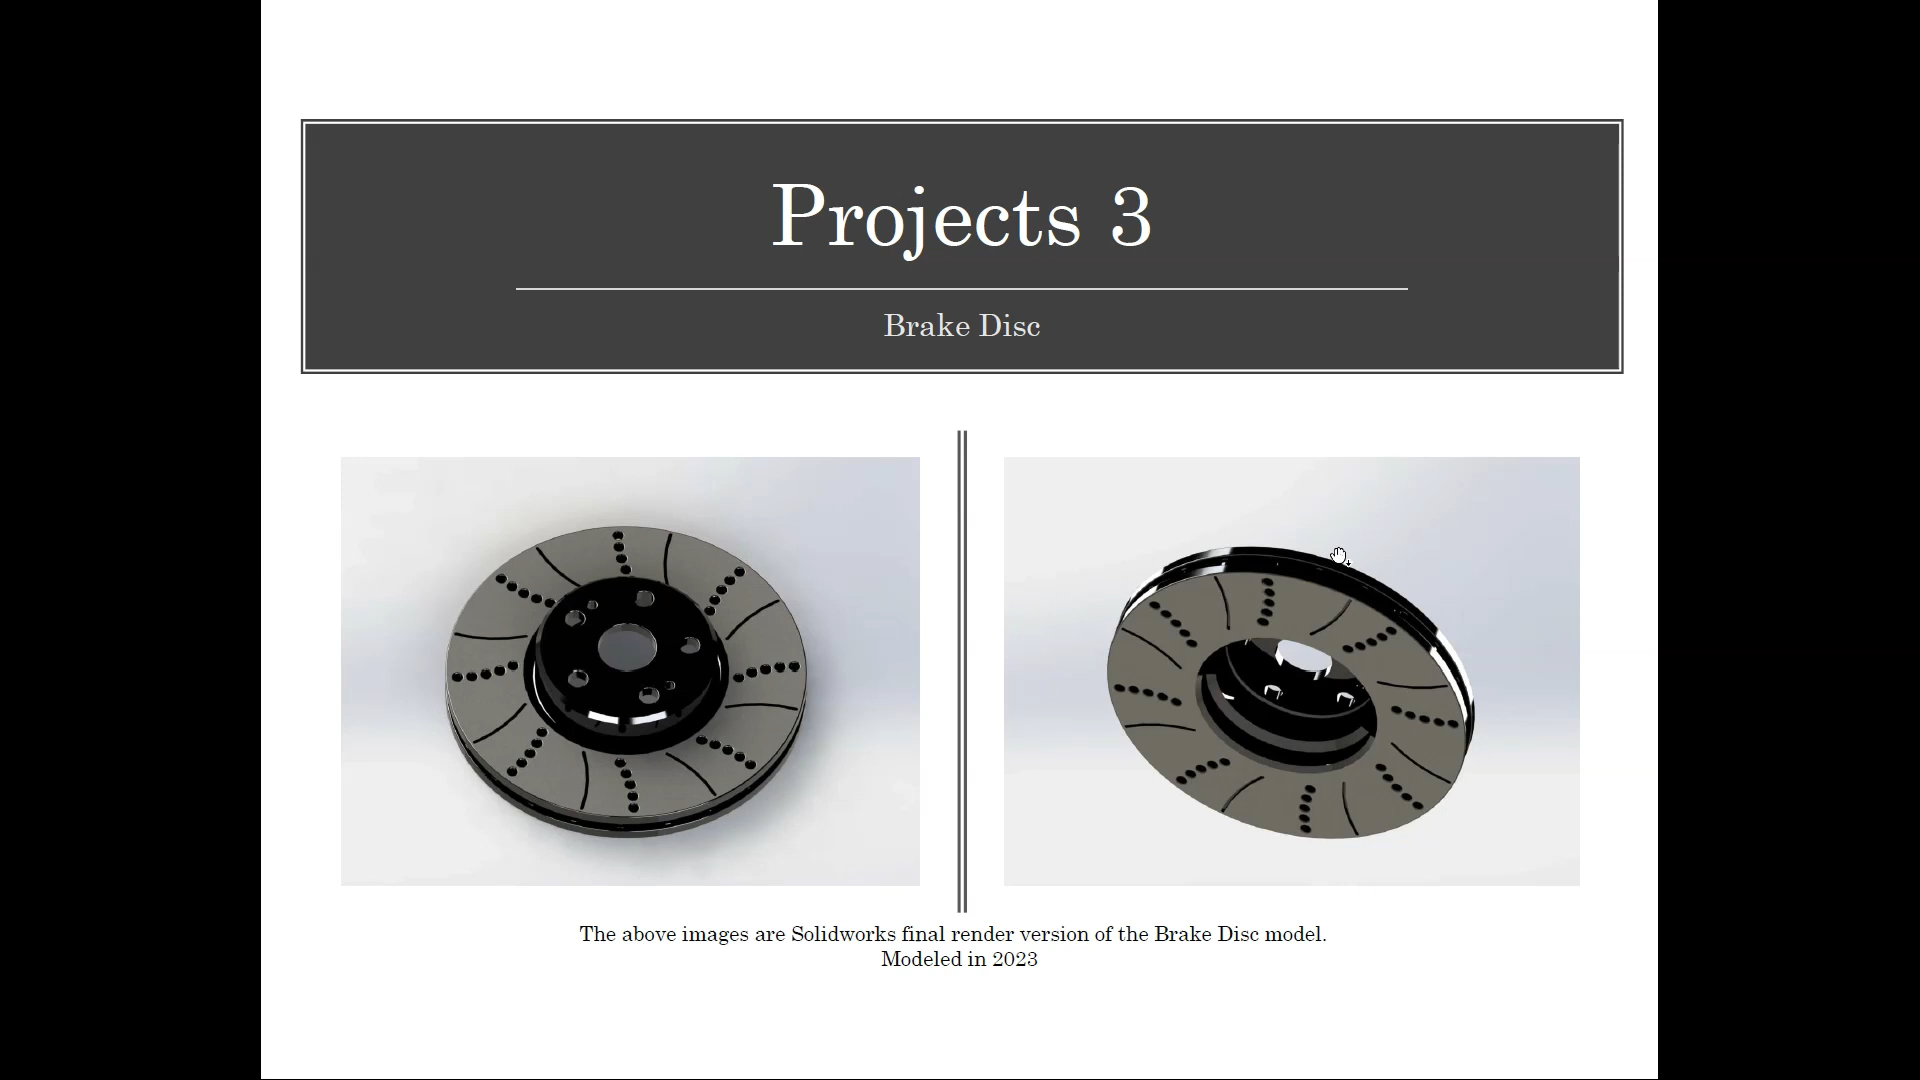 Projects 3
Brake Disc
The above images are Solidworks final render version of the Brake Disc model.
Modeled in 2023